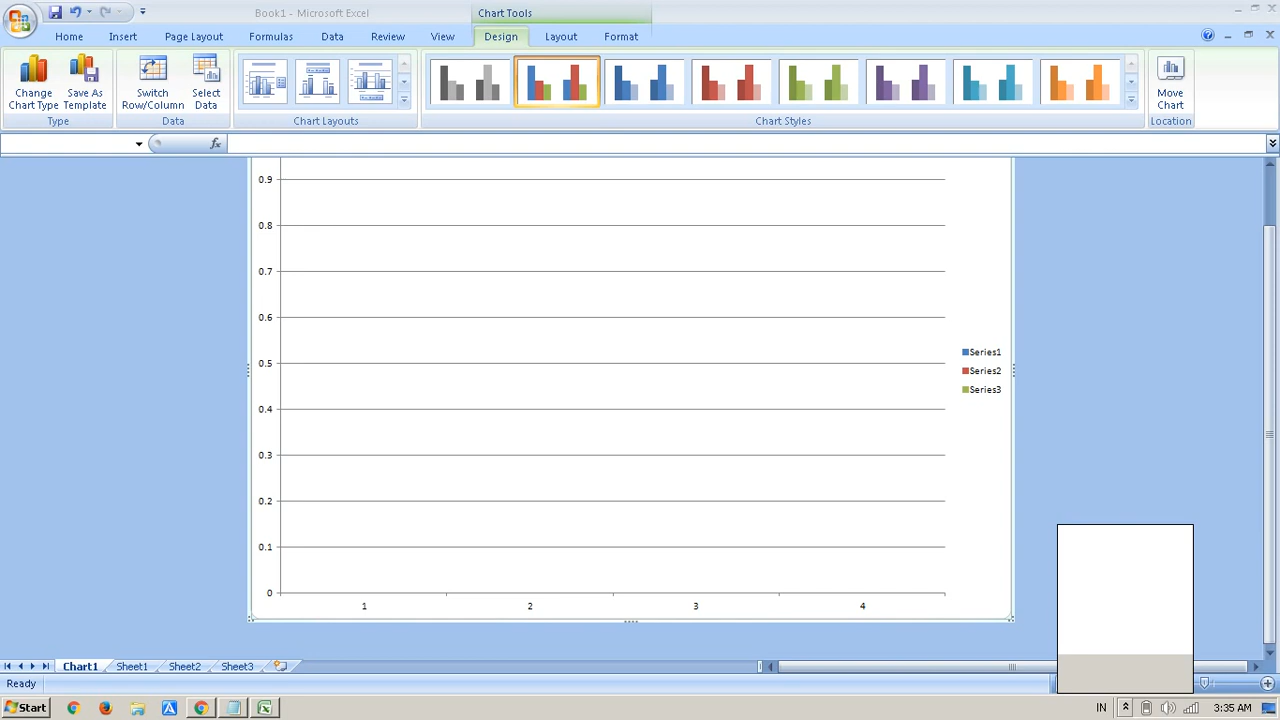 Book1 - Microsoft Excel
Chart Tools
Home Insert Page Layout Formulas Data Review View Design Layout Format
Change Chart Type
Save As Template
Switch Row/Column
Select Data
Move Chart
Type
Data
Chart Layouts
Chart Styles
Location
fx
0.9
0.8
0.7
0.6
0.5
0.4
0.3
0.2
0.1
0
1 2 3 4
Series1
Series2
Series3
Chart1 Sheet1 Sheet2 Sheet3
Ready
Start
IN
3:35 AM